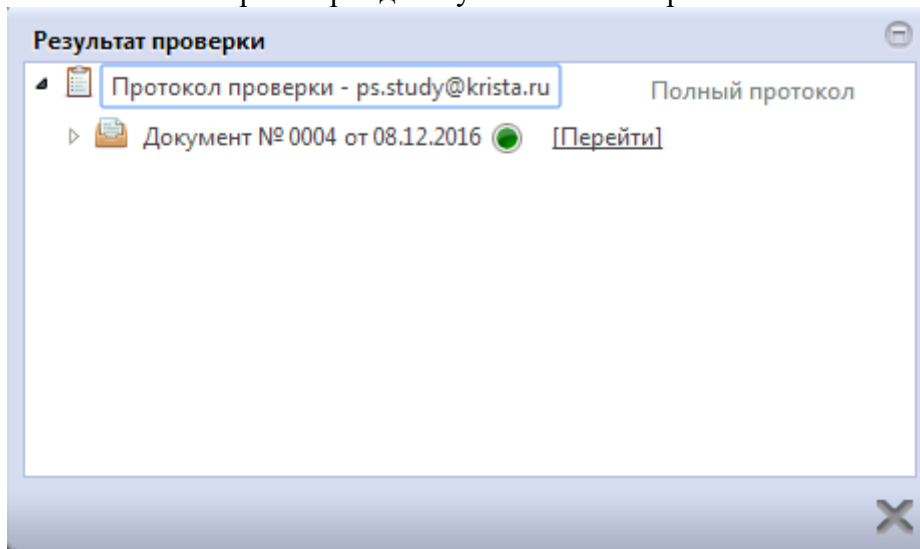 Результат проверки
Протокол проверки - ps.study@krista.ru Полный протокол
Документ № 0004 от 08.12.2016 [Перейти]